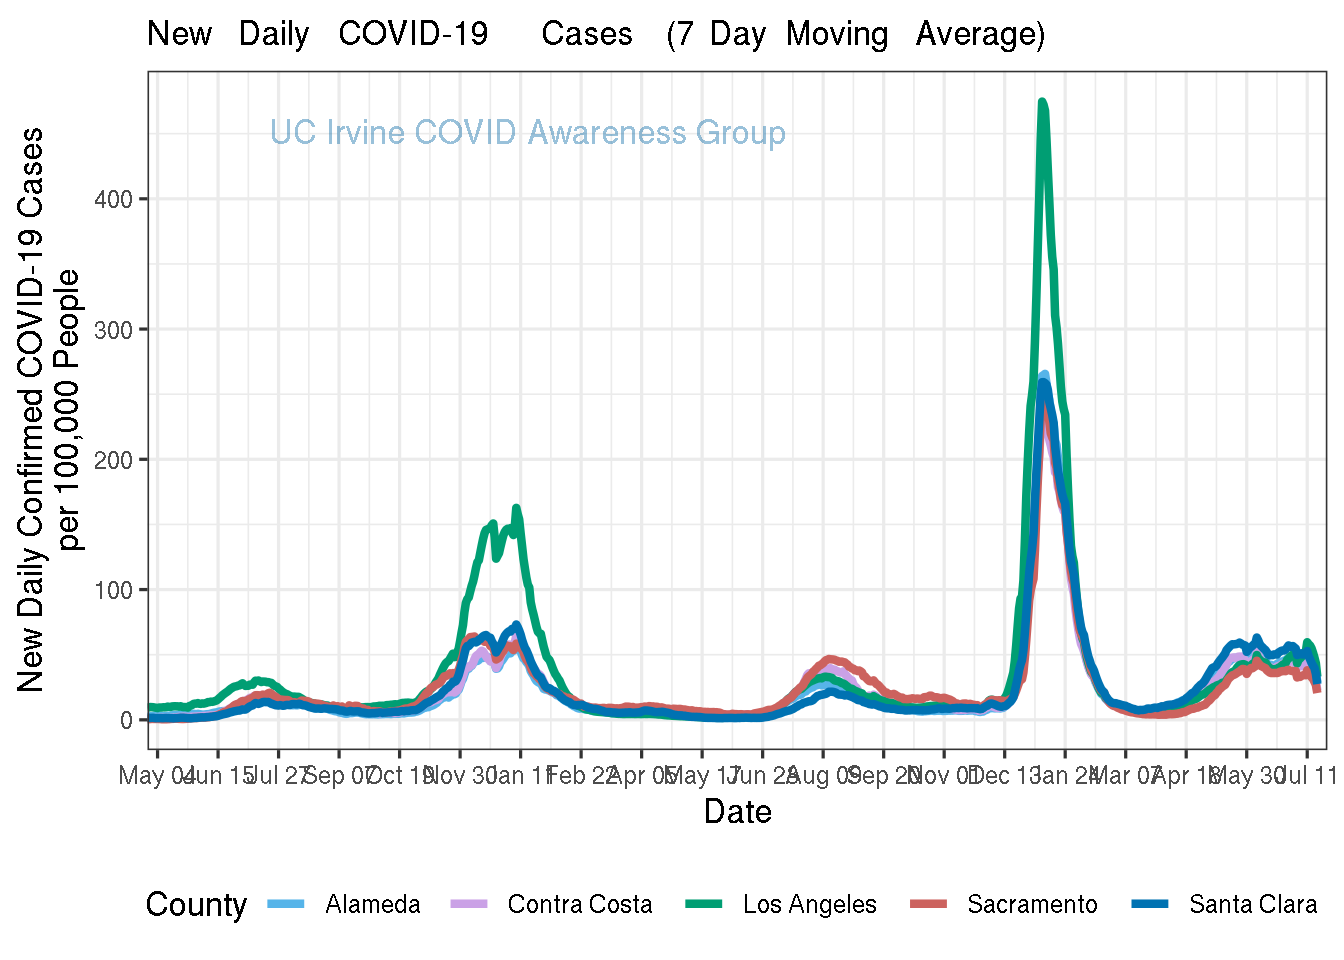 New Daily COVID-19 Cases (7 Day Moving Average)
UC Irvine COVID Awareness Group
New Daily Confirmed COVID-19 Cases
per 100,000 People
400
300
200
100
0
May 04 Jun 15 Jul 27 Sep 07 Oct 19 Nov 30 Jan 11 Feb 22 Apr 05 May 17 Jun 28 Aug 09 Sep 20 Nov 01 Dec 13 Jan 24 Mar 07 Apr 18 May 30 Jul 11
Date
County Alameda Contra Costa Los Angeles Sacramento Santa Clara